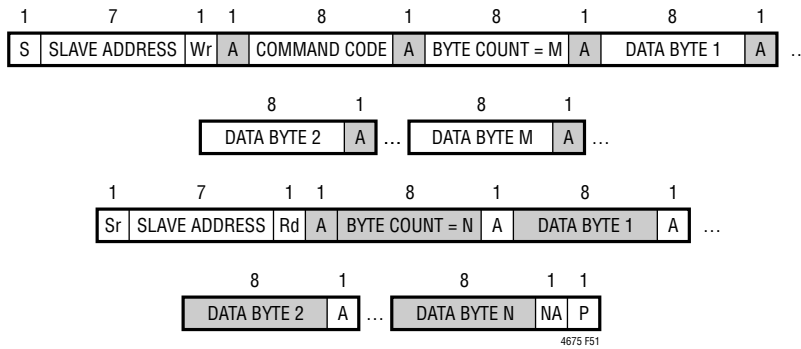 1 7 1 1 8 1 8 1 8 1
S SLAVE ADDRESS Wr A COMMAND CODE A BYTE COUNT = M A DATA BYTE 1 A …
8 1 8 1
DATA BYTE 2 A … DATA BYTE M A …
1 7 1 1 8 1 8 1
Sr SLAVE ADDRESS Rd A BYTE COUNT = N A DATA BYTE 1 A …
8 1 8 1 1
DATA BYTE 2 A … DATA BYTE N NA P
4675 F51